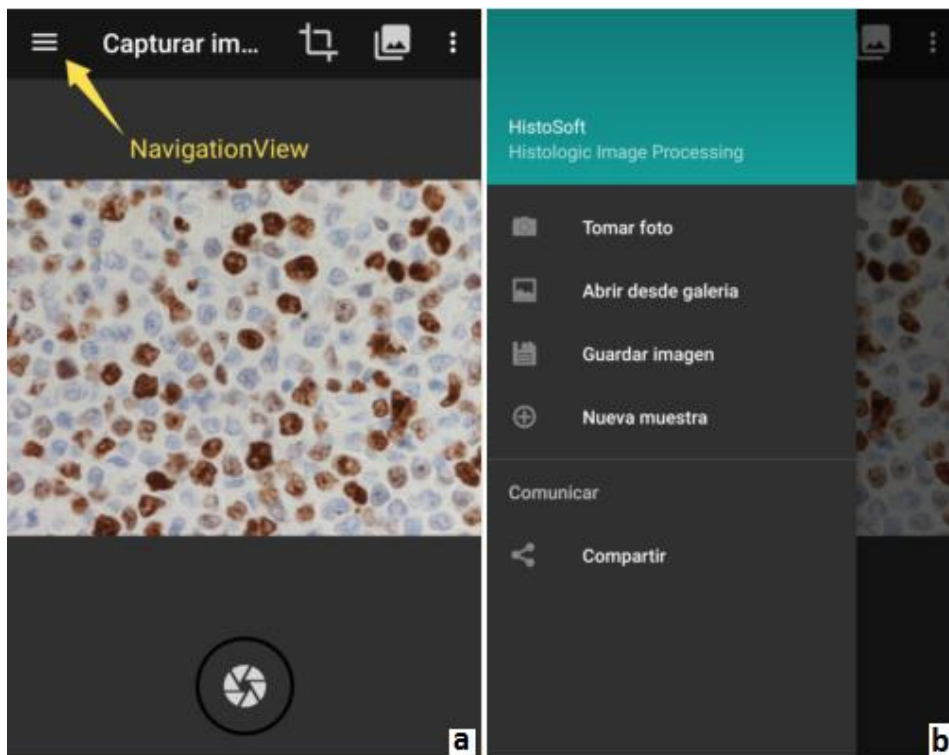 Capturar im...
NavigationView
a
HistoSoft
Histologic Image Processing
Tomar foto
Abrir desde galeria
Guardar imagen
Nueva muestra
Comunicar
Compartir
b